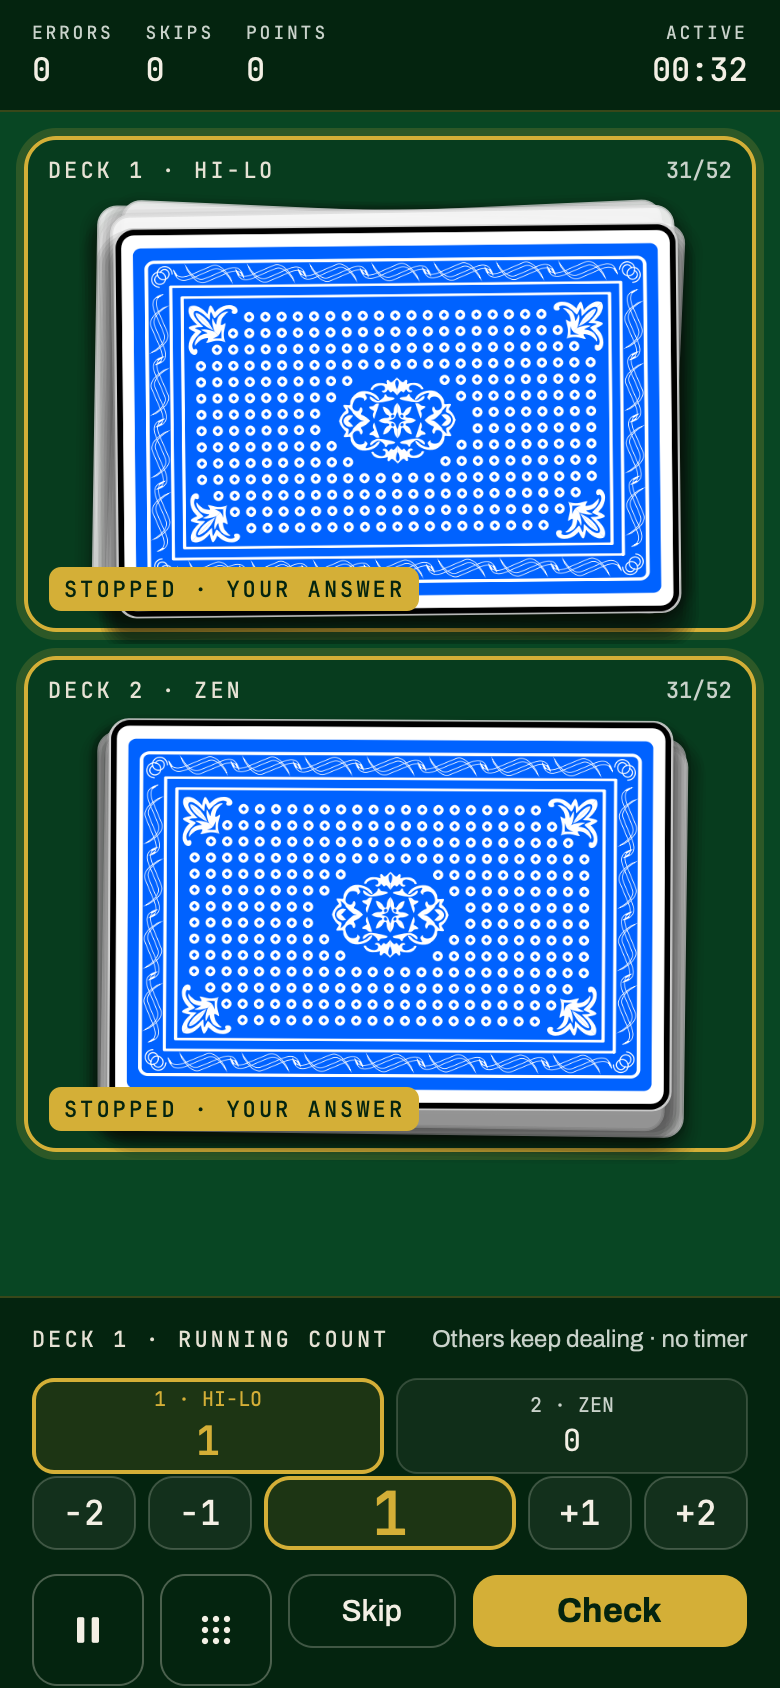 ERRORS SKIPS POINTS ACTIVE
0 0 0 00:32
DECK 1 · HI-LO 31/52
STOPPED · YOUR ANSWER
DECK 2 · ZEN 31/52
STOPPED · YOUR ANSWER
DECK 1 · RUNNING COUNT Others keep dealing · no timer
1 · HI-LO 2 · ZEN
1 0
-2 -1 1 +1 +2
Skip Check